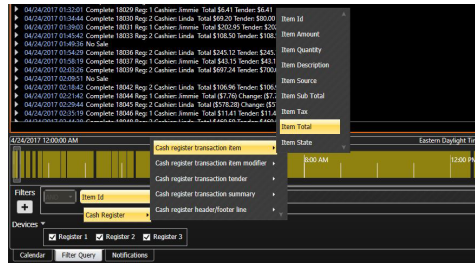 04/24/2017 01:32:01 Complete 18029 Reg: 1 Cashier: Jimmie Total $6.41 Tender: $6.41
04/24/2017 01:34:44 Complete 18030 Reg: 2 Cashier: Linda Total $69.20 Tender: $80.00
04/24/2017 01:39:03 Complete 18031 Reg: 1 Cashier: Jimmie Total $202.95 Tender: $202
04/24/2017 01:45:42 Complete 18033 Reg: 2 Cashier: Linda Total $108.50 Tender: $108.
04/24/2017 01:49:36 No Sale
04/24/2017 01:54:29 Complete 18036 Reg: 2 Cashier: Linda Total $245.12 Tender: $245.
04/24/2017 01:58:19 Complete 18037 Reg: 1 Cashier: Jimmie Total $43.15 Tender: $43.1
04/24/2017 02:03:26 Complete 18039 Reg: 2 Cashier: Linda Total $697.24 Tender: $700.
04/24/2017 02:09:51 No Sale
04/24/2017 02:18:42 Complete 18042 Reg: 2 Cashier: Linda Total $106.96 Tender: $106.
04/24/2017 02:21:42 Complete 18044 Reg: 1 Cashier: Jimmie Total ($7.76) Change: ($7.
04/24/2017 02:29:44 Complete 18045 Reg: 2 Cashier: Linda Total ($578.28) Change: ($5
04/24/2017 02:35:19 Complete 18046 Reg: 1 Cashier: Jimmie Total $11.41 Tender: $11.4
Item Id
Item Amount
Item Quantity
Item Description
Item Source
Item Sub Total
Item Tax
Item Total
Item State
4/24/2017 12:00:00 AM
Eastern Daylight Tim
8:00 AM
12:00 PM
Cash register transaction item
Cash register transaction item modifier
Cash register transaction tender
Cash register transaction summary
Cash register header/footer line
Filters
+
Item Id
Cash Register
Devices
Register 1 Register 2 Register 3
Calendar Filter Query Notifications